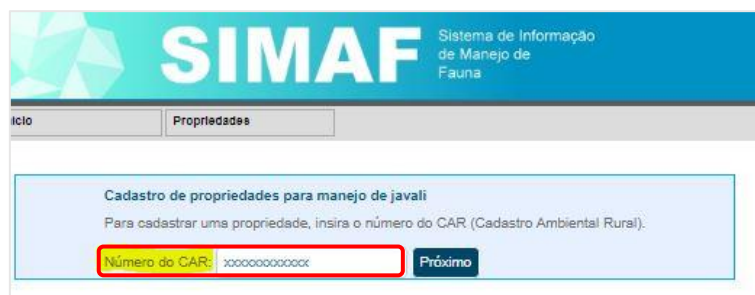 SIMAF
Sistema de Informação
de Manejo de
Fauna
ício
Propriedades
Cadastro de propriedades para manejo de javali
Para cadastrar uma propriedade, insira o número do CAR (Cadastro Ambiental Rural).
Número do CAR: xxxxxxxxxxxx Próximo